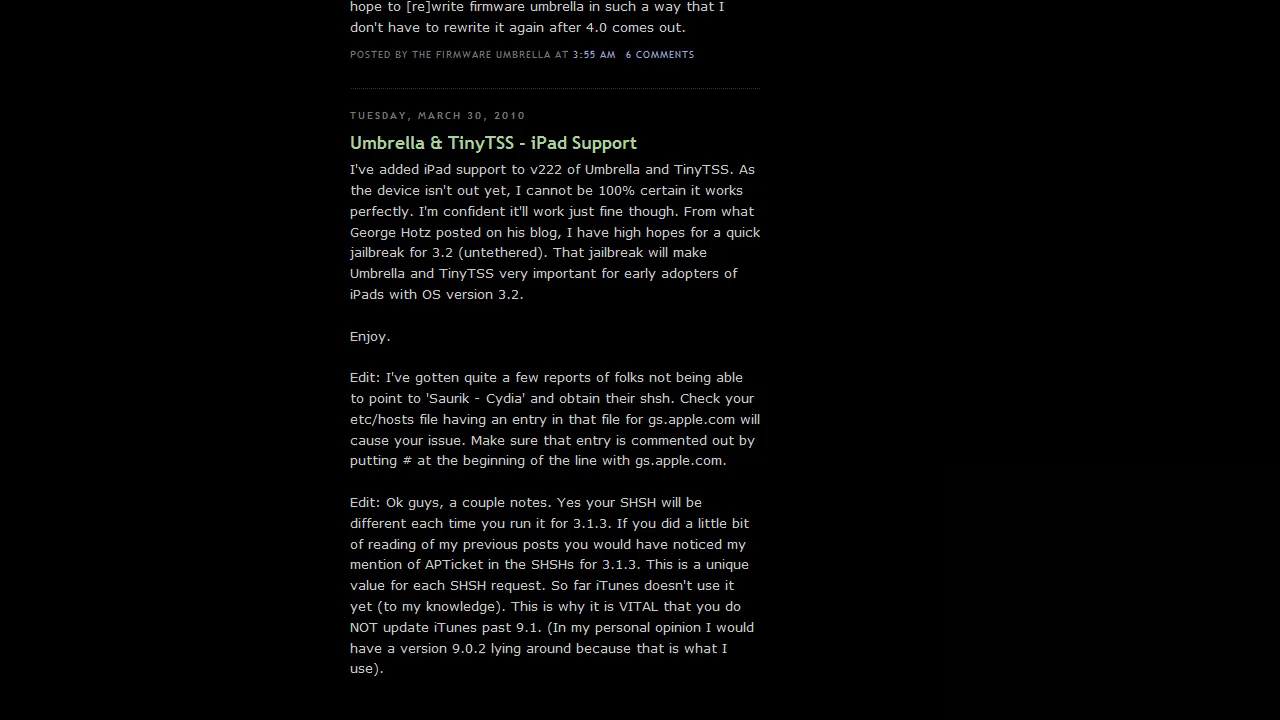 hope to [re]write firmware umbrella in such a way that I
don't have to rewrite it again after 4.0 comes out.
POSTED BY THE FIRMWARE UMBRELLA AT 3:55 AM 6 COMMENTS
TUESDAY, MARCH 30, 2010
Umbrella & TinyTSS - iPad Support
I've added iPad support to v222 of Umbrella and TinyTSS. As
the device isn't out yet, I cannot be 100% certain it works
perfectly. I'm confident it'll work just fine though. From what
George Hotz posted on his blog, I have high hopes for a quick
jailbreak for 3.2 (untethered). That jailbreak will make
Umbrella and TinyTSS very important for early adopters of
iPads with OS version 3.2.
Enjoy.
Edit: I've gotten quite a few reports of folks not being able
to point to 'Saurik - Cydia' and obtain their shsh. Check your
etc/hosts file having an entry in that file for gs.apple.com will
cause your issue. Make sure that entry is commented out by
putting # at the beginning of the line with gs.apple.com.
Edit: Ok guys, a couple notes. Yes your SHSH will be
different each time you run it for 3.1.3. If you did a little bit
of reading of my previous posts you would have noticed my
mention of APTicket in the SHSHs for 3.1.3. This is a unique
value for each SHSH request. So far iTunes doesn't use it
yet (to my knowledge). This is why it is VITAL that you do
NOT update iTunes past 9.1. (In my personal opinion I would
have a version 9.0.2 lying around because that is what I
use).